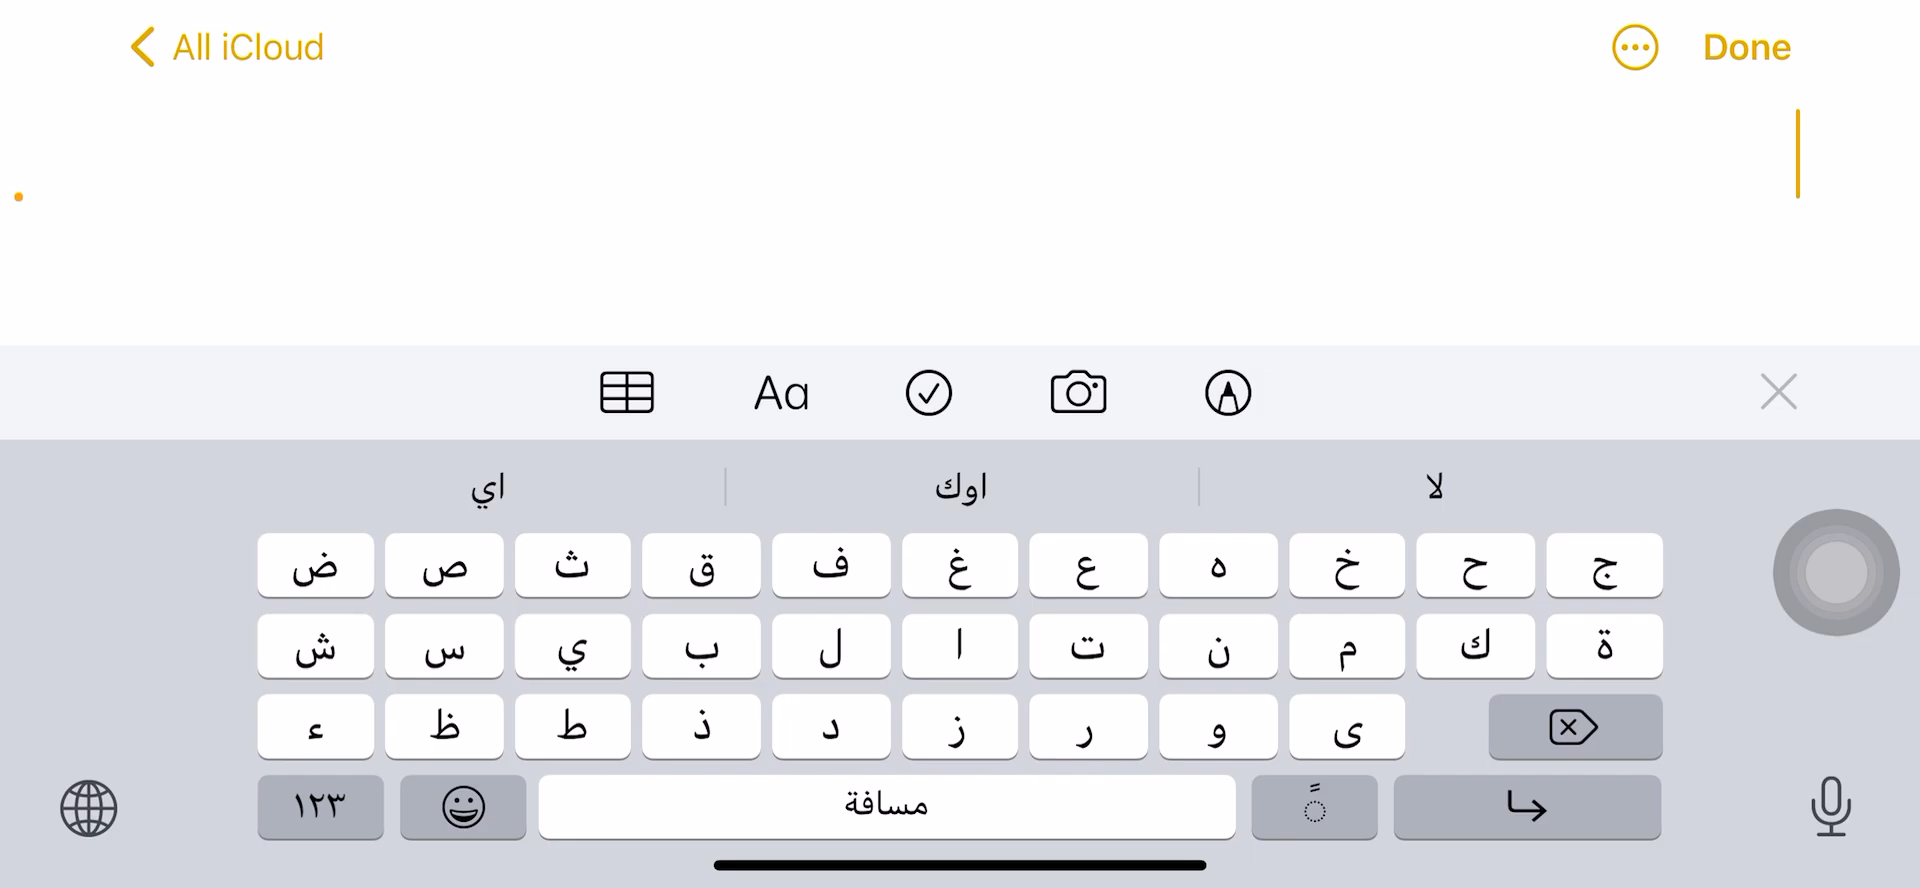 All iCloud
Done
Aa
لا اوك اي
ض ص ث ق ف غ ع ه خ ح ج
ش س ي ب ل ا ت ن م ك ة
ء ظ ط ذ د ز ر و ى
١٢٣ مسافة